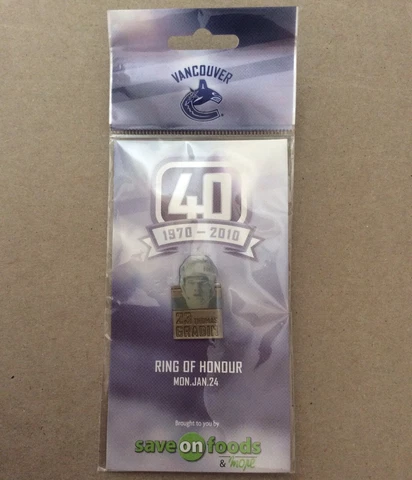 VANCOUVER
40
1970 - 2010
23 THOMAS
GRADIN
RING OF HONOUR
MON.JAN.24
Brought to you by
save on foods
& more